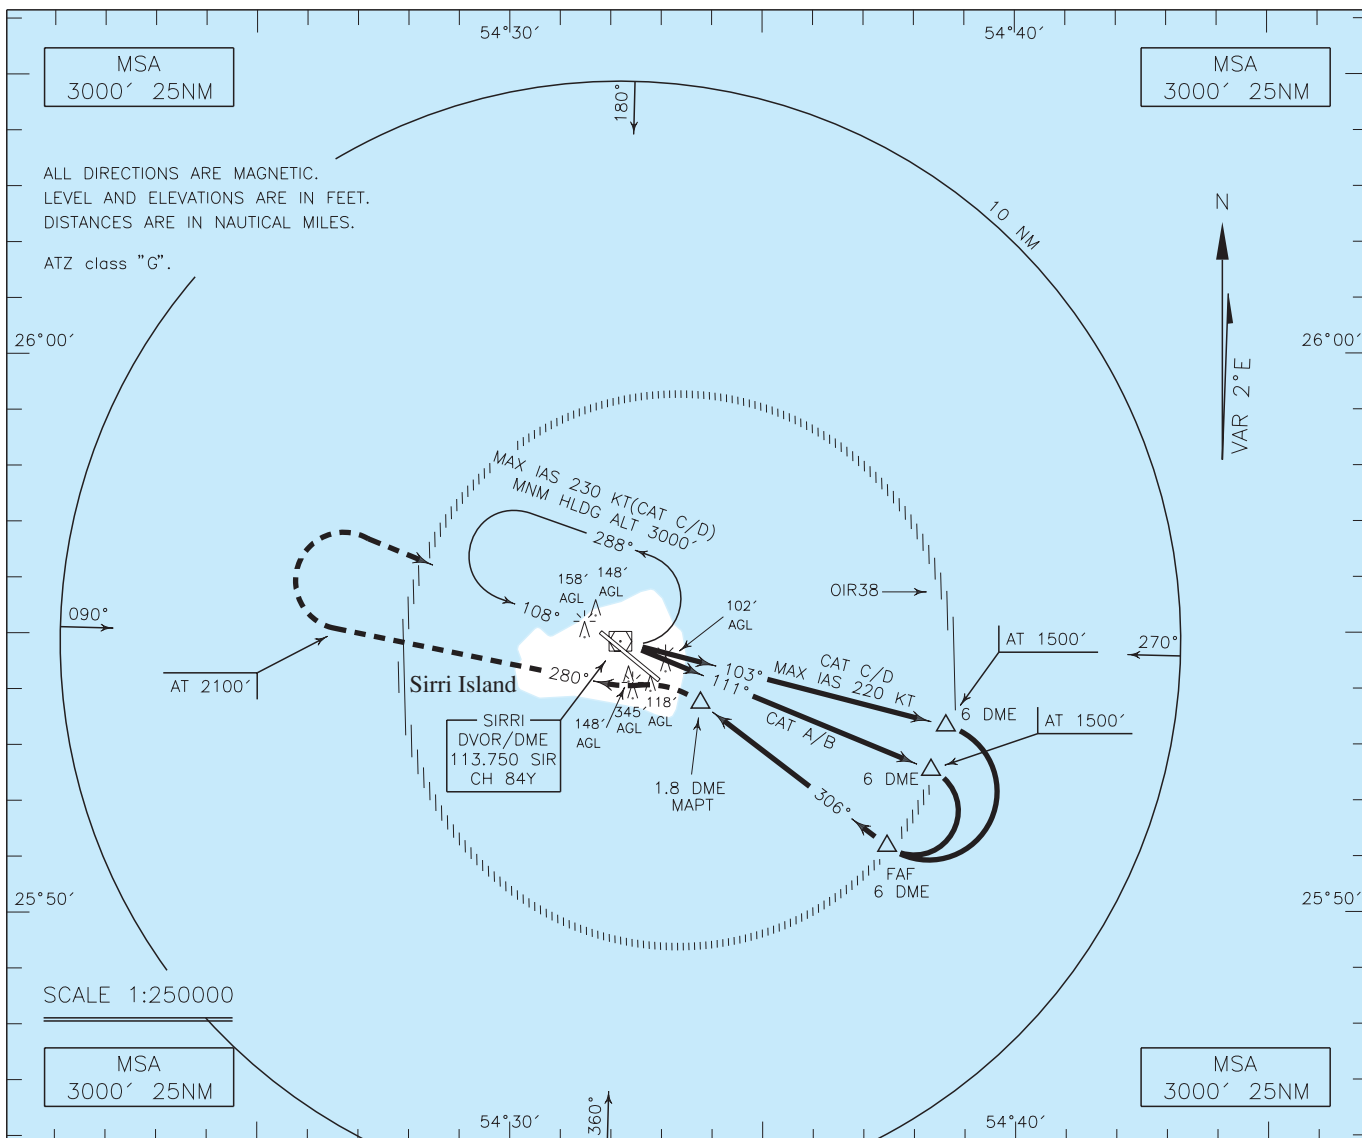 54°30′
54°40′
MSA
3000′ 25NM
MSA
3000′ 25NM
180°
ALL DIRECTIONS ARE MAGNETIC.
LEVEL AND ELEVATIONS ARE IN FEET.
DISTANCES ARE IN NAUTICAL MILES.
ATZ class "G".
10 NM
N
VAR 2°E
26°00′
26°00′
MAX IAS 230 KT(CAT C/D)
MNM HLDG ALT 3000′
288°
108°
158′
AGL
148′
AGL
102′
AGL
OIR38
090°
270°
AT 1500′
AT 2100′
280°
Sirri Island
103°
CAT C/D
MAX IAS 220 KT
111°
CAT A/B
6 DME
AT 1500′
6 DME
148′
AGL
345′
AGL
118′
AGL
SIRRI
DVOR/DME
113.750 SIR
CH 84Y
1.8 DME
MAPT
306°
FAF
6 DME
25°50′
25°50′
SCALE 1:250000
MSA
3000′ 25NM
MSA
3000′ 25NM
54°30′
360°
54°40′